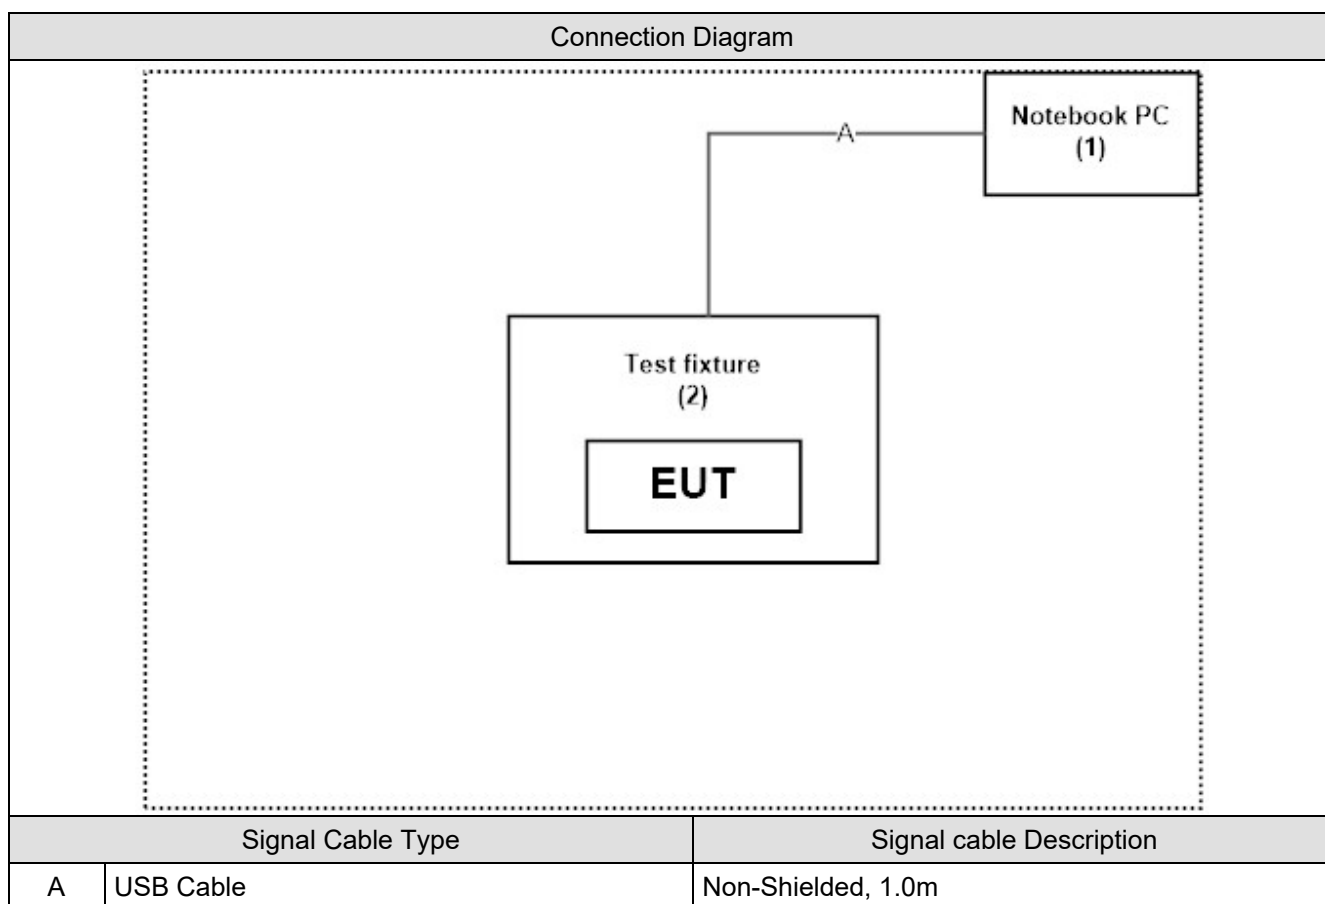 Connection Diagram
Notebook PC
(1)
A
Test fixture
(2)
EUT
Signal Cable Type Signal cable Description
A USB Cable Non-Shielded, 1.0m